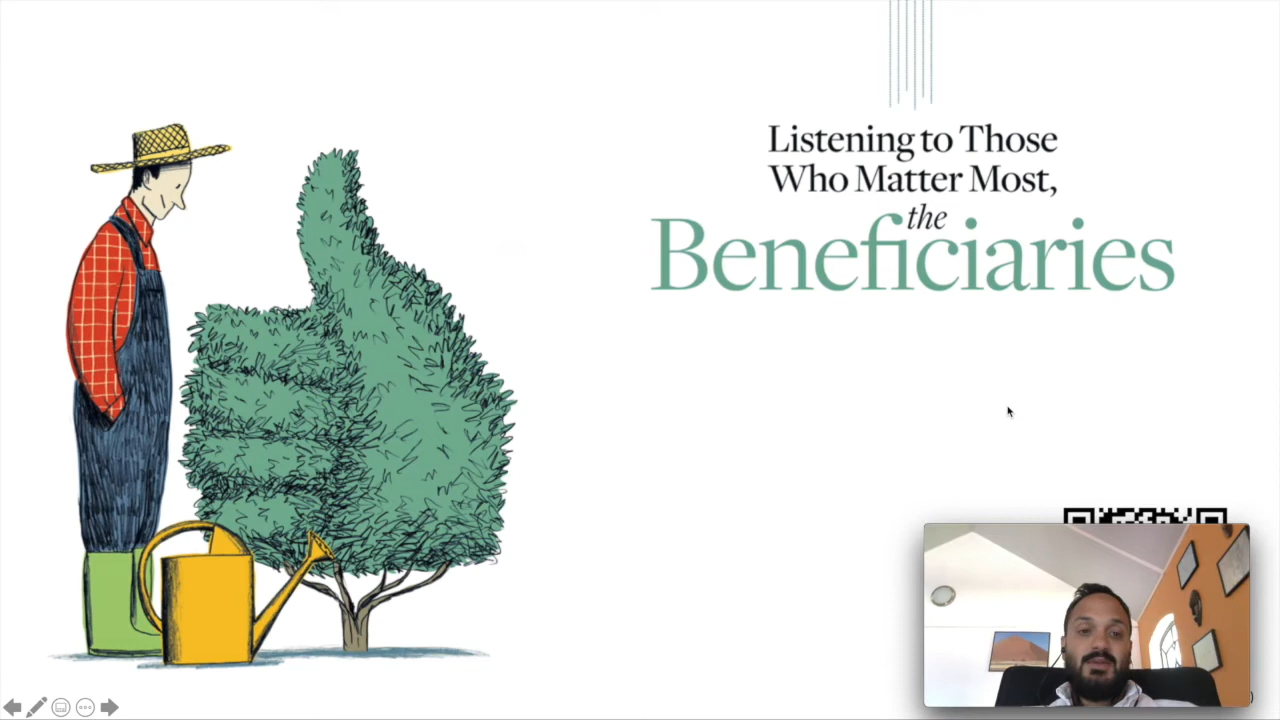 Listening to Those
Who Matter Most,
the
Beneficiaries